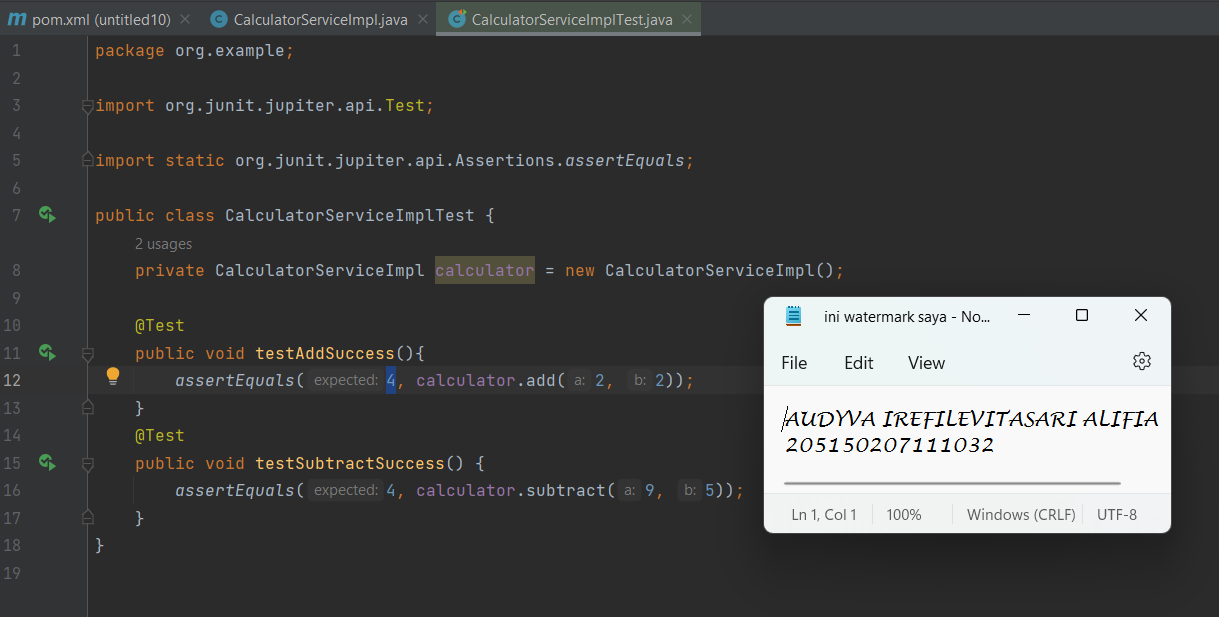 pom.xml (untitled10) CalculatorServiceImpl.java CalculatorServiceImplTest.java
1 package org.example;
2
3 import org.junit.jupiter.api.Test;
4
5 import static org.junit.jupiter.api.Assertions.assertEquals;
6
7 public class CalculatorServiceImplTest {
2 usages
8 private CalculatorServiceImpl calculator = new CalculatorServiceImpl();
9
10 @Test
11 public void testAddSuccess(){
12 assertEquals( expected: 4, calculator.add( a: 2, b: 2));
13 }
14 @Test
15 public void testSubtractSuccess() {
16 assertEquals( expected: 4, calculator.subtract( a: 9, b: 5));
17 }
18 }
19
ini watermark saya - No...
File Edit View
AUDYVA IREFILEVITASARI ALIFIA
205150207111032
Ln 1, Col 1 100% Windows (CRLF) UTF-8